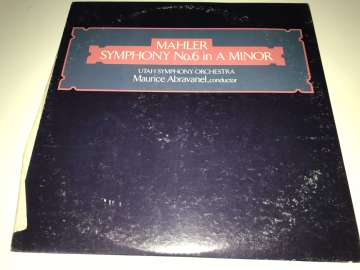 MAHLER
SYMPHONY No.6 in A MINOR
UTAH SYMPHONY ORCHESTRA
Maurice Abravanel, conductor